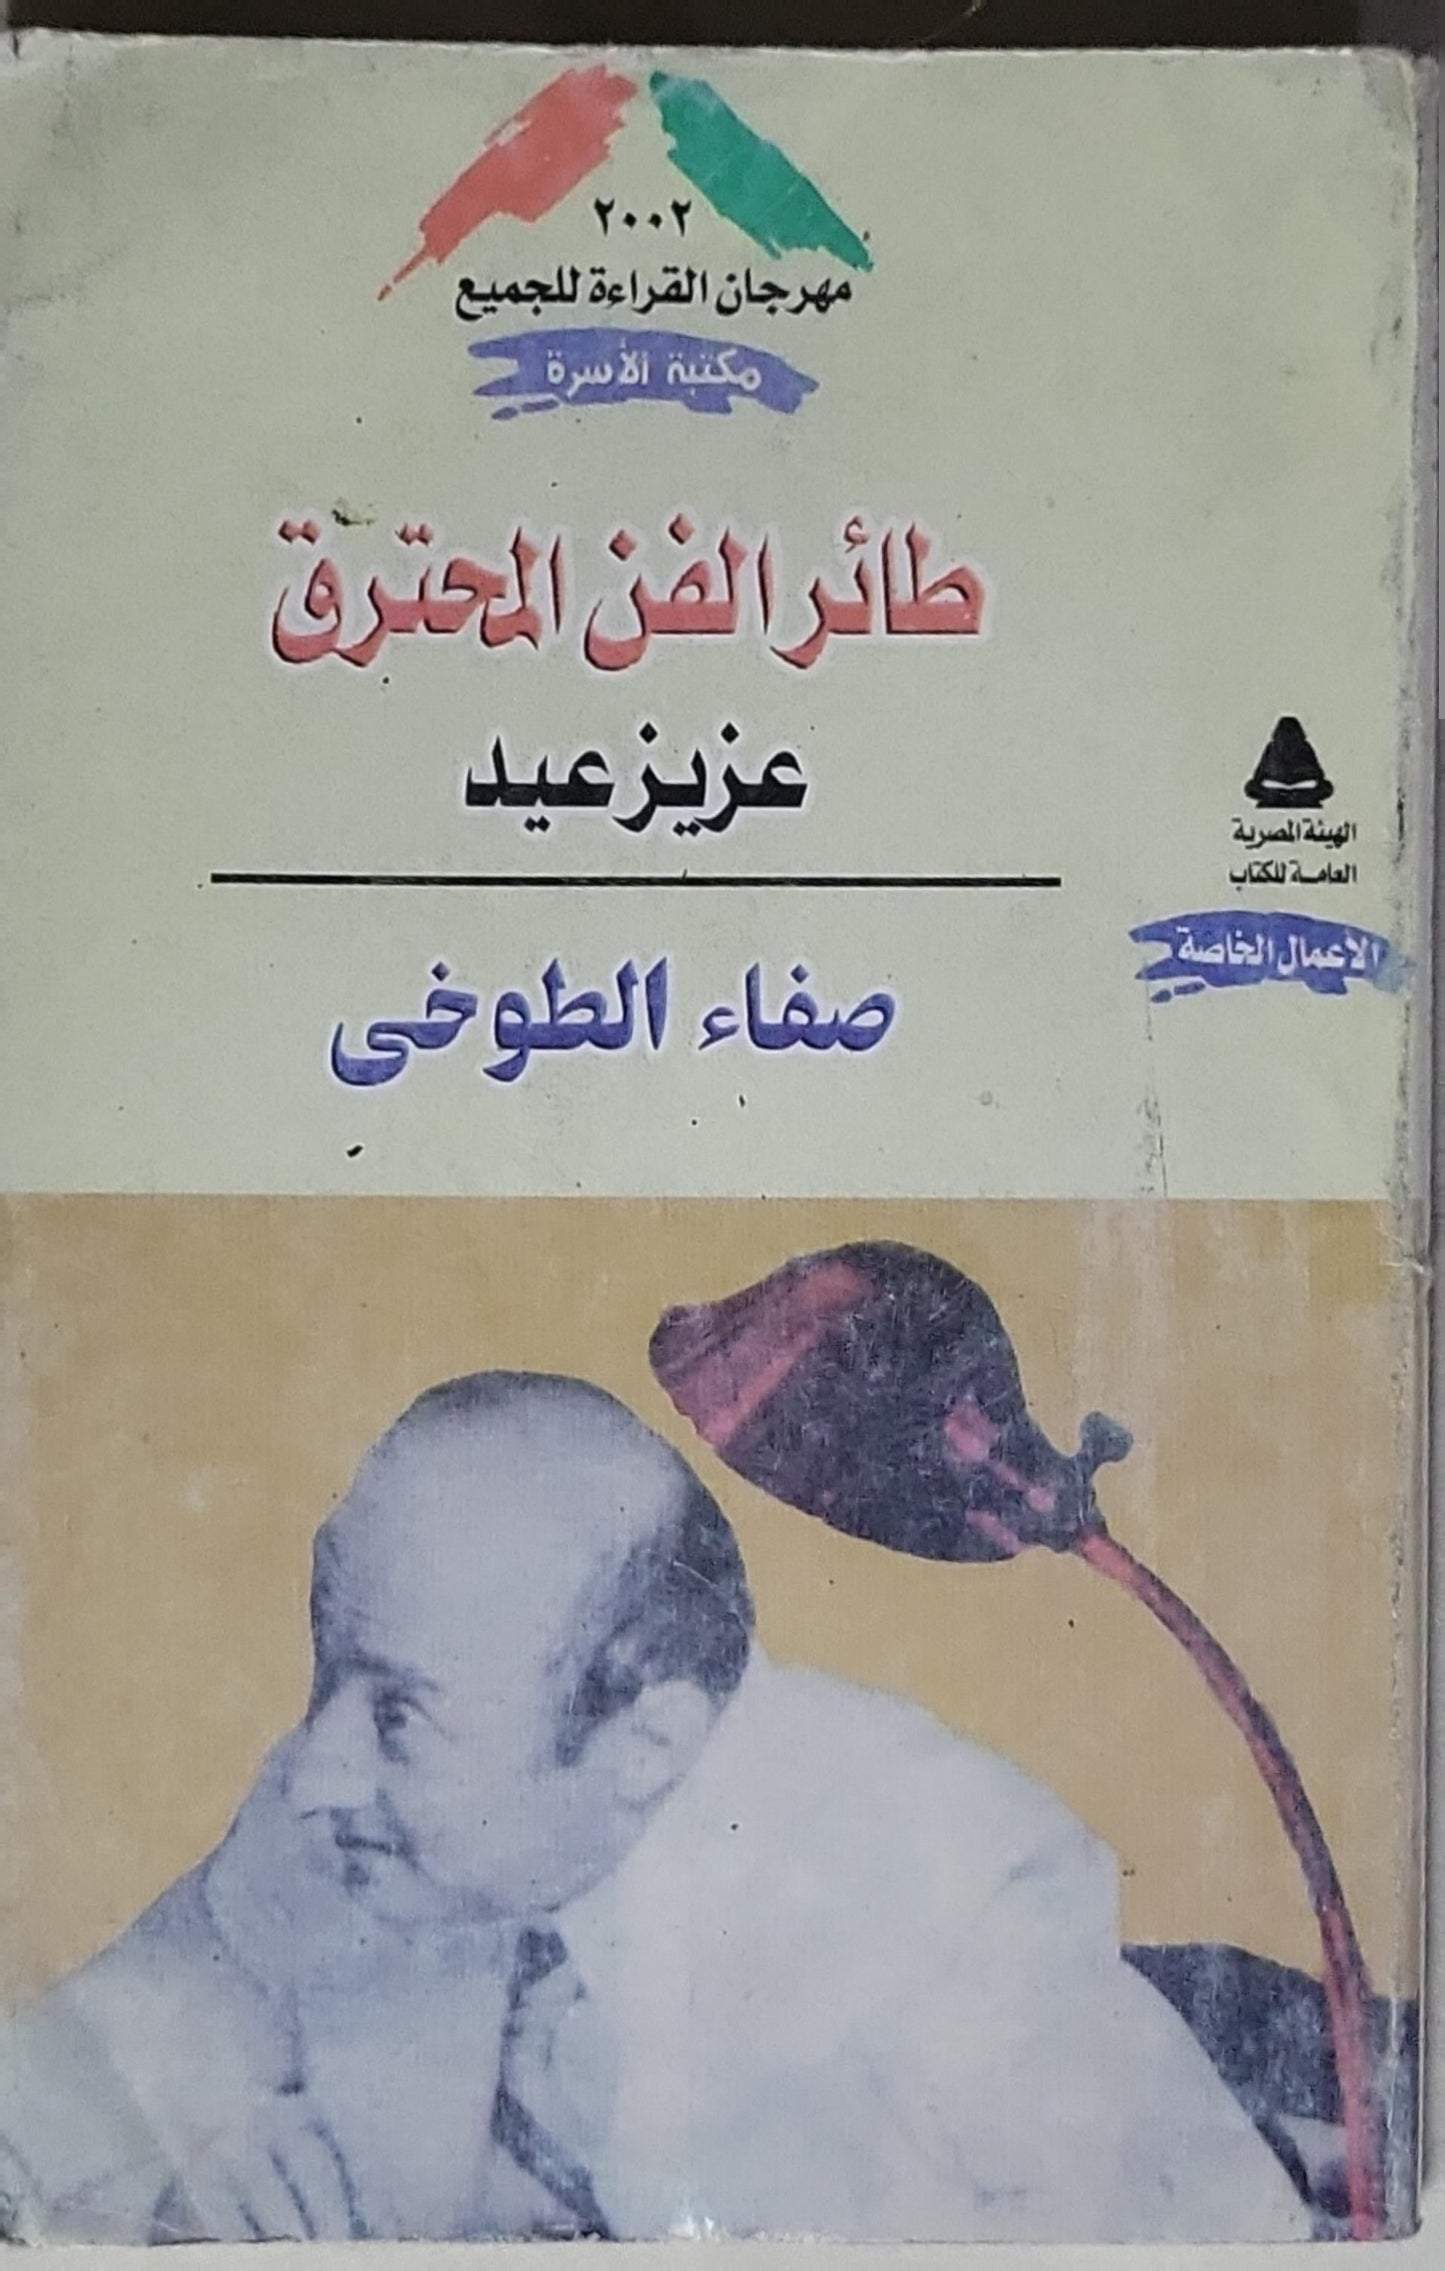 ٢٠٠٢
مهرجان القراءة للجميع
مكتبة الأسرة
طائر الفن المحترق
عزيز عيد
الهيئة المصرية
العامة للكتاب
الأعمال الخاصة
صفاء الطوخى